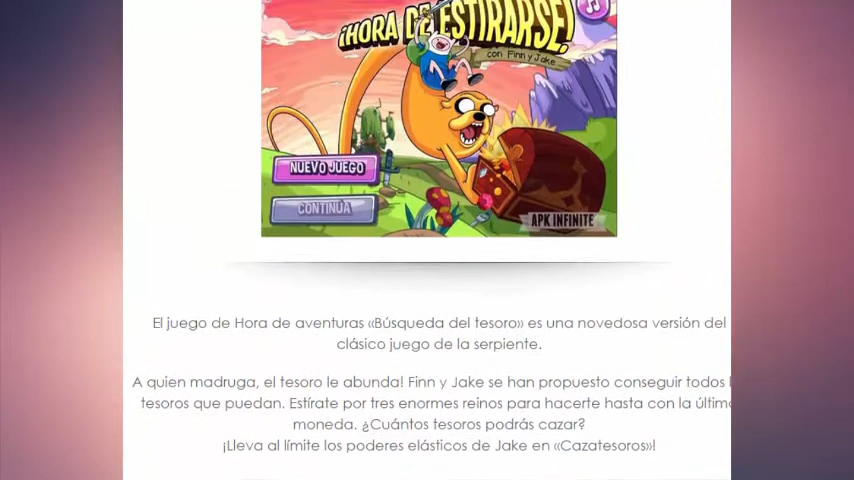 ¡HORA DE ESTIRARSE!
con Finn y Jake
NUEVO JUEGO
CONTINÚA
APK INFINITE
El juego de Hora de aventuras «Búsqueda del tesoro» es una novedosa versión del
clásico juego de la serpiente.
A quien madruga, el tesoro le abunda! Finn y Jake se han propuesto conseguir todos l
tesoros que puedan. Estírate por tres enormes reinos para hacerte hasta con la últim
moneda. ¿Cuántos tesoros podrás cazar?
¡Lleva al límite los poderes elásticos de Jake en «Cazatesoros»!